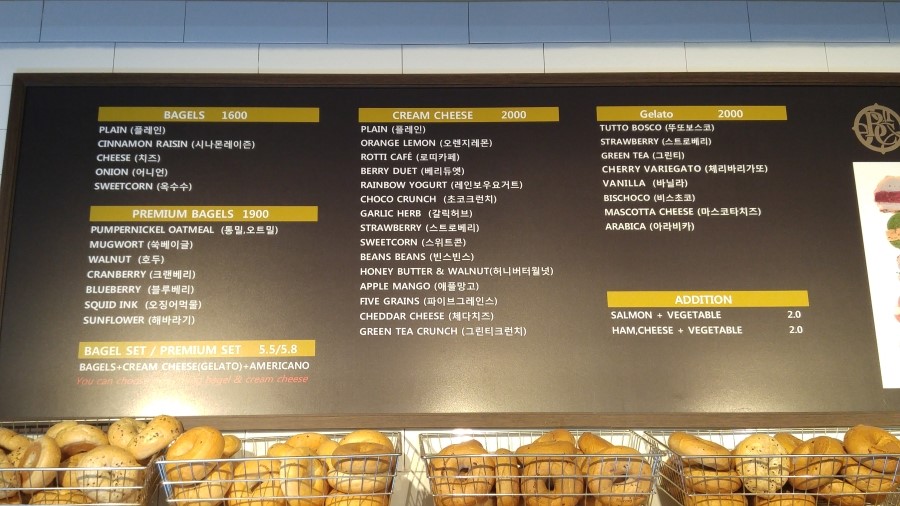 BAGELS 1600
PLAIN (플레인)
CINNAMON RAISIN (시나몬레이즌)
CHEESE (치즈)
ONION (어니언)
SWEETCORN (옥수수)
PREMIUM BAGELS 1900
PUMPERNICKEL OATMEAL (통밀,오트밀)
MUGWORT (쑥베이글)
WALNUT (호두)
CRANBERRY (크랜베리)
BLUEBERRY (블루베리)
SQUID INK (오징어먹물)
SUNFLOWER (해바라기)
BAGEL SET / PREMIUM SET 5.5/5.8
BAGELS+CREAM CHEESE(GELATO)+AMERICANO
You can choose bagel & cream cheese
CREAM CHEESE 2000
PLAIN (플레인)
ORANGE LEMON (오렌지레몬)
ROTTI CAFÉ (로띠카페)
BERRY DUET (베리듀엣)
RAINBOW YOGURT (레인보우요거트)
CHOCO CRUNCH (초코크런치)
GARLIC HERB (갈릭허브)
STRAWBERRY (스트로베리)
SWEETCORN (스위트콘)
BEANS BEANS (빈스빈스)
HONEY BUTTER & WALNUT(허니버터월넛)
APPLE MANGO (애플망고)
FIVE GRAINS (파이브그레인스)
CHEDDAR CHEESE (체다치즈)
GREEN TEA CRUNCH (그린티크런치)
Gelato 2000
TUTTO BOSCO (뚜또보스코)
STRAWBERRY (스트로베리)
GREEN TEA (그린티)
CHERRY VARIEGATO (체리바리가또)
VANILLA (바닐라)
BISCHOCO (비스초코)
MASCOTTA CHEESE (마스코타치즈)
ARABICA (아라비카)
ADDITION
SALMON + VEGETABLE 2.0
HAM,CHEESE + VEGETABLE 2.0